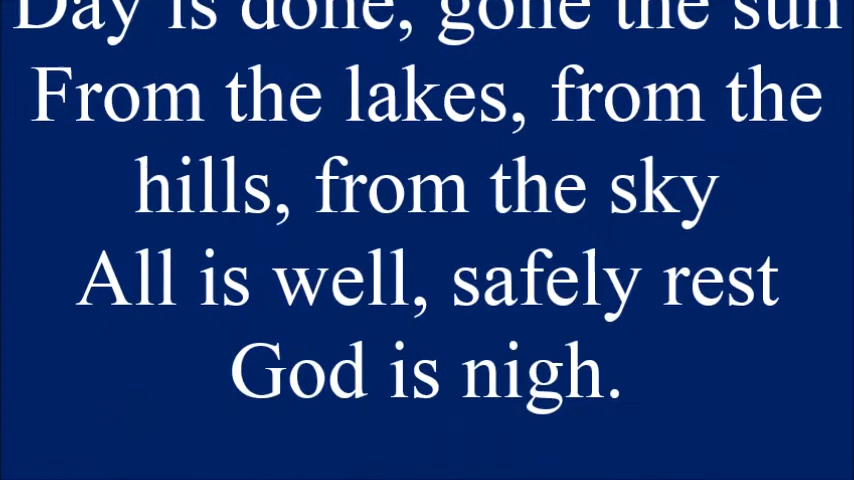 Day is done, gone the sun
From the lakes, from the
hills, from the sky
All is well, safely rest
God is nigh.